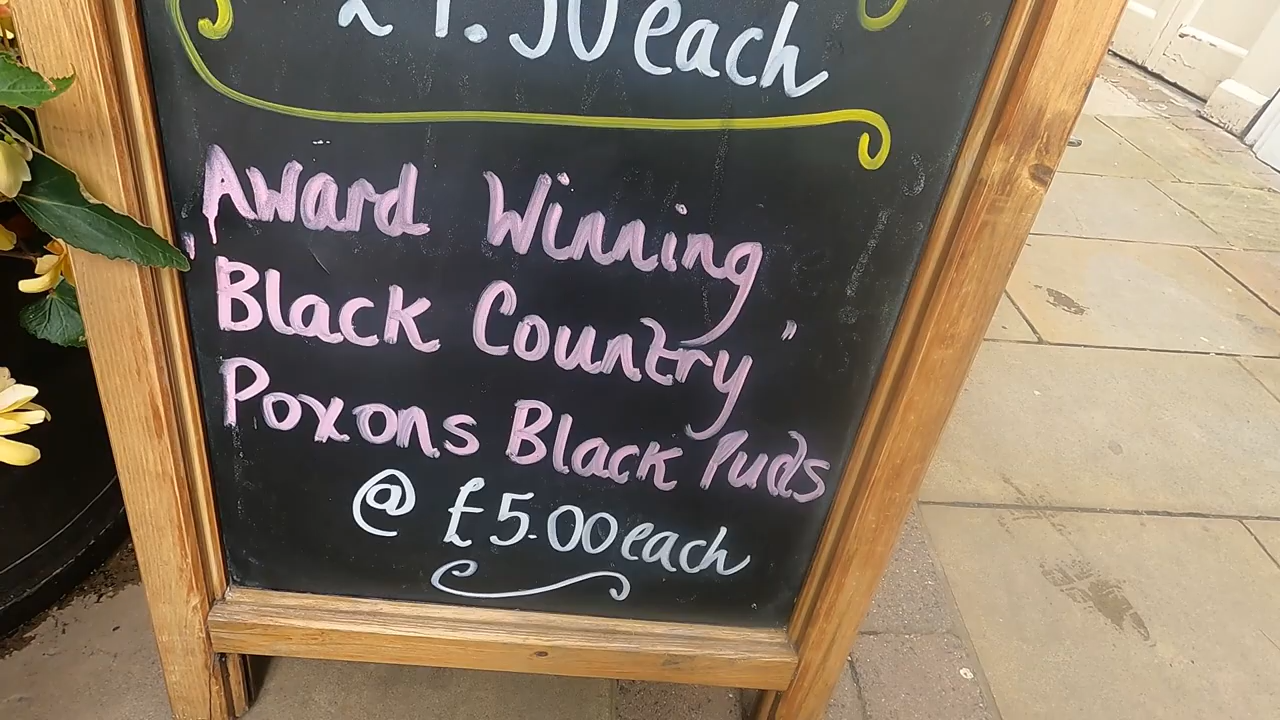 each
Award Winning
"Black Country"
Poxons Black Puds
@ £5.00 each